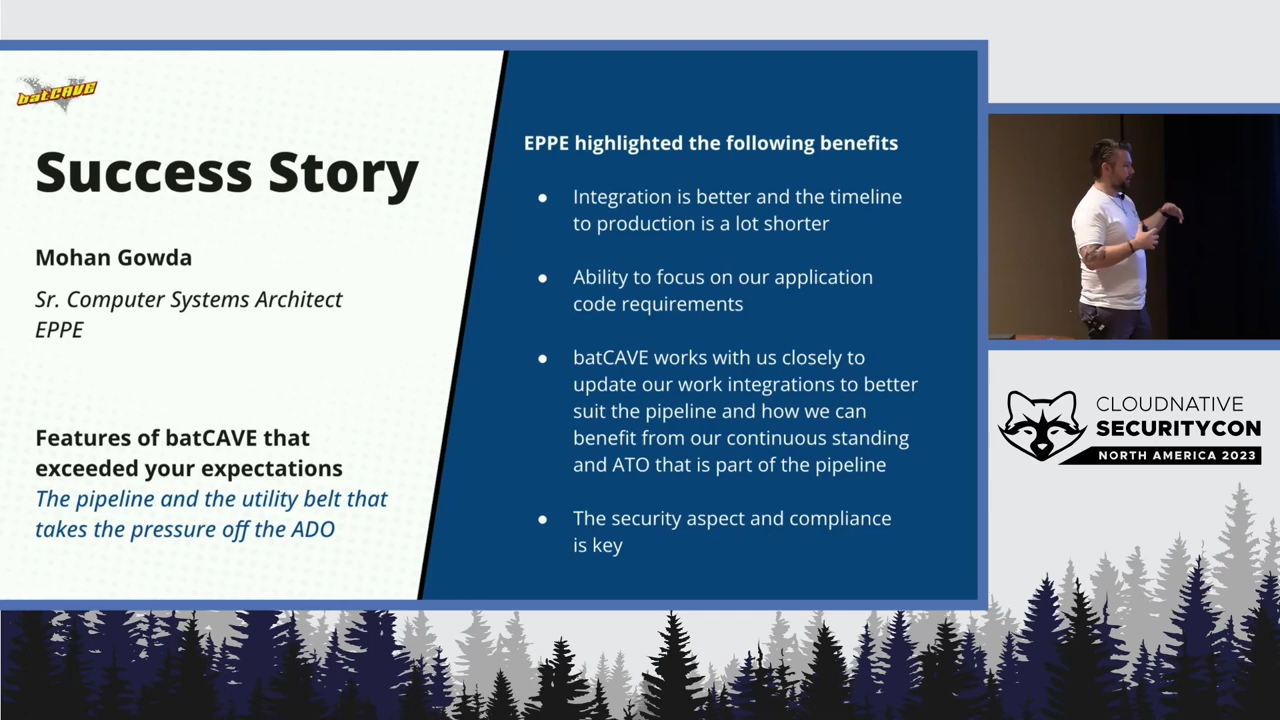 batCAVE
Success Story
Mohan Gowda
Sr. Computer Systems Architect
EPPE
Features of batCAVE that
exceeded your expectations
The pipeline and the utility belt that
takes the pressure off the ADO
EPPE highlighted the following benefits
● Integration is better and the timeline
to production is a lot shorter
● Ability to focus on our application
code requirements
● batCAVE works with us closely to
update our work integrations to better
suit the pipeline and how we can
benefit from our continuous standing
and ATO that is part of the pipeline
● The security aspect and compliance
is key
CLOUDNATIVE
SECURITYCON
NORTH AMERICA 2023